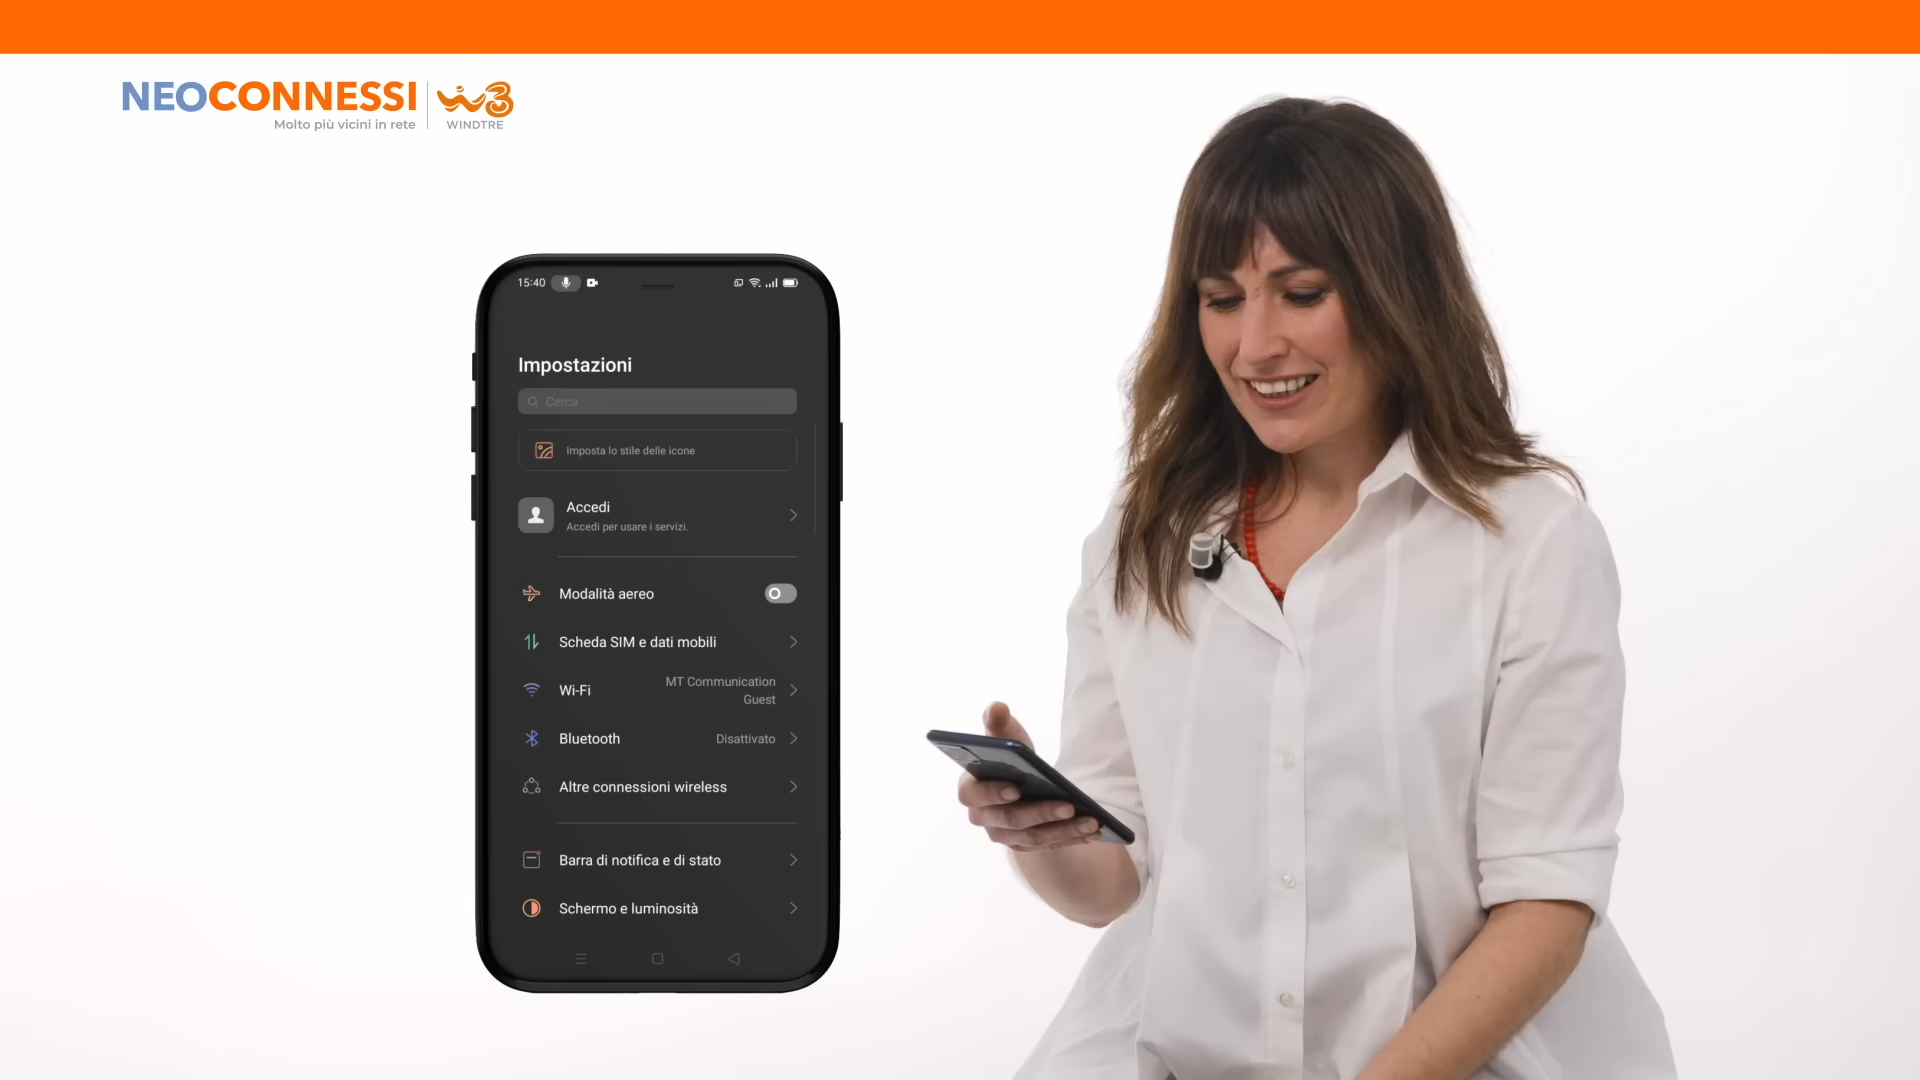 NEOCONNESSI
Molto più vicini in rete
WINDTRE
15:40
Impostazioni
Cerca
Imposta lo stile delle icone
Accedi
Accedi per usare i servizi.
Modalità aereo
Scheda SIM e dati mobili
Wi-Fi
MT Communication
Guest
Bluetooth
Disattivato
Altre connessioni wireless
Barra di notifica e di stato
Schermo e luminosità